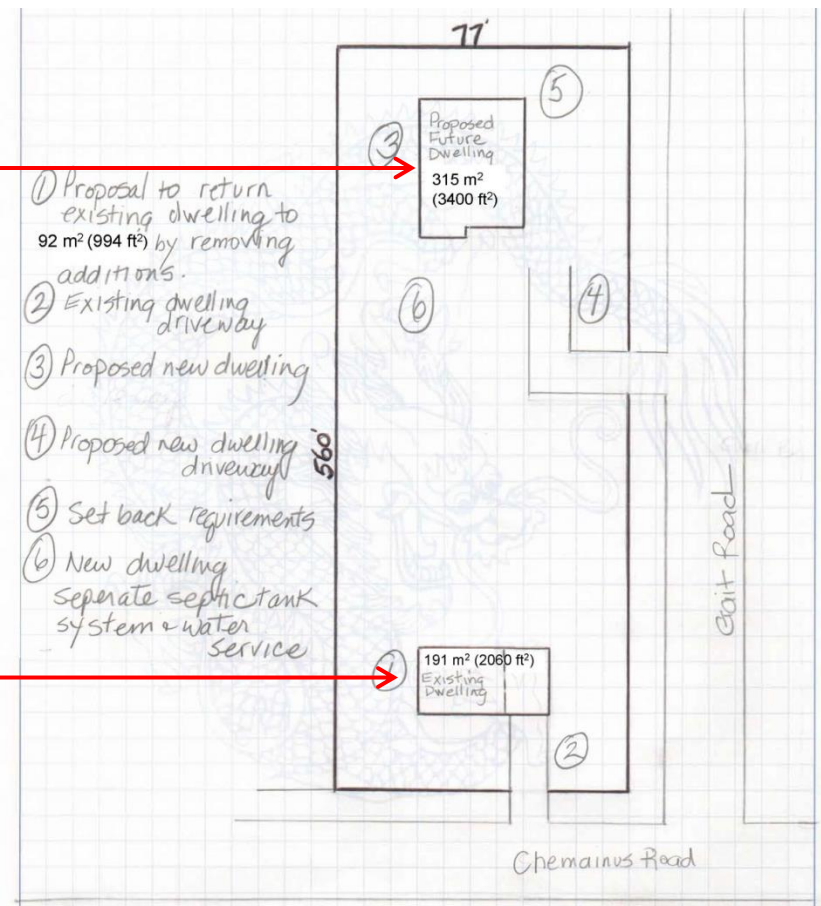 77'
5
Proposed
Future
Dwelling
315 m²
(3400 ft²)
3
1 Proposal to return
existing dwelling to
92 m² (994 ft²) by removing
additions.
2 Existing dwelling
driveway
3 Proposed new dwelling
4 Proposed new dwelling
driveway
5 Set back requirements
6 New dwelling
seperate septic tank
system & water
service
6
4
560'
Gait Road
191 m² (2060 ft²)
Existing
Dwelling
1
2
Chemainus Road